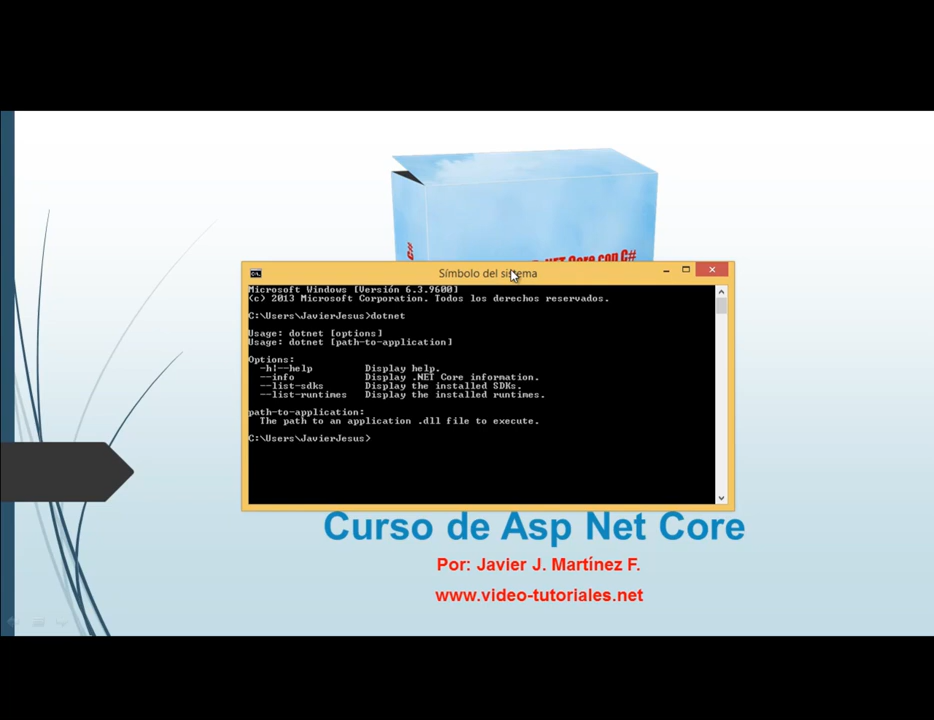 C#
NET Core con C#
Símbolo del sistema
Microsoft Windows [Versión 6.3.9600]
(c) 2013 Microsoft Corporation. Todos los derechos reservados.
C:\Users\JavierJesus>dotnet
Usage: dotnet [options]
Usage: dotnet [path-to-application]
Options:
-h|--help Display help.
--info Display .NET Core information.
--list-sdks Display the installed SDKs.
--list-runtimes Display the installed runtimes.
path-to-application:
The path to an application .dll file to execute.
C:\Users\JavierJesus>
Curso de Asp Net Core
Por: Javier J. Martínez F.
www.video-tutoriales.net